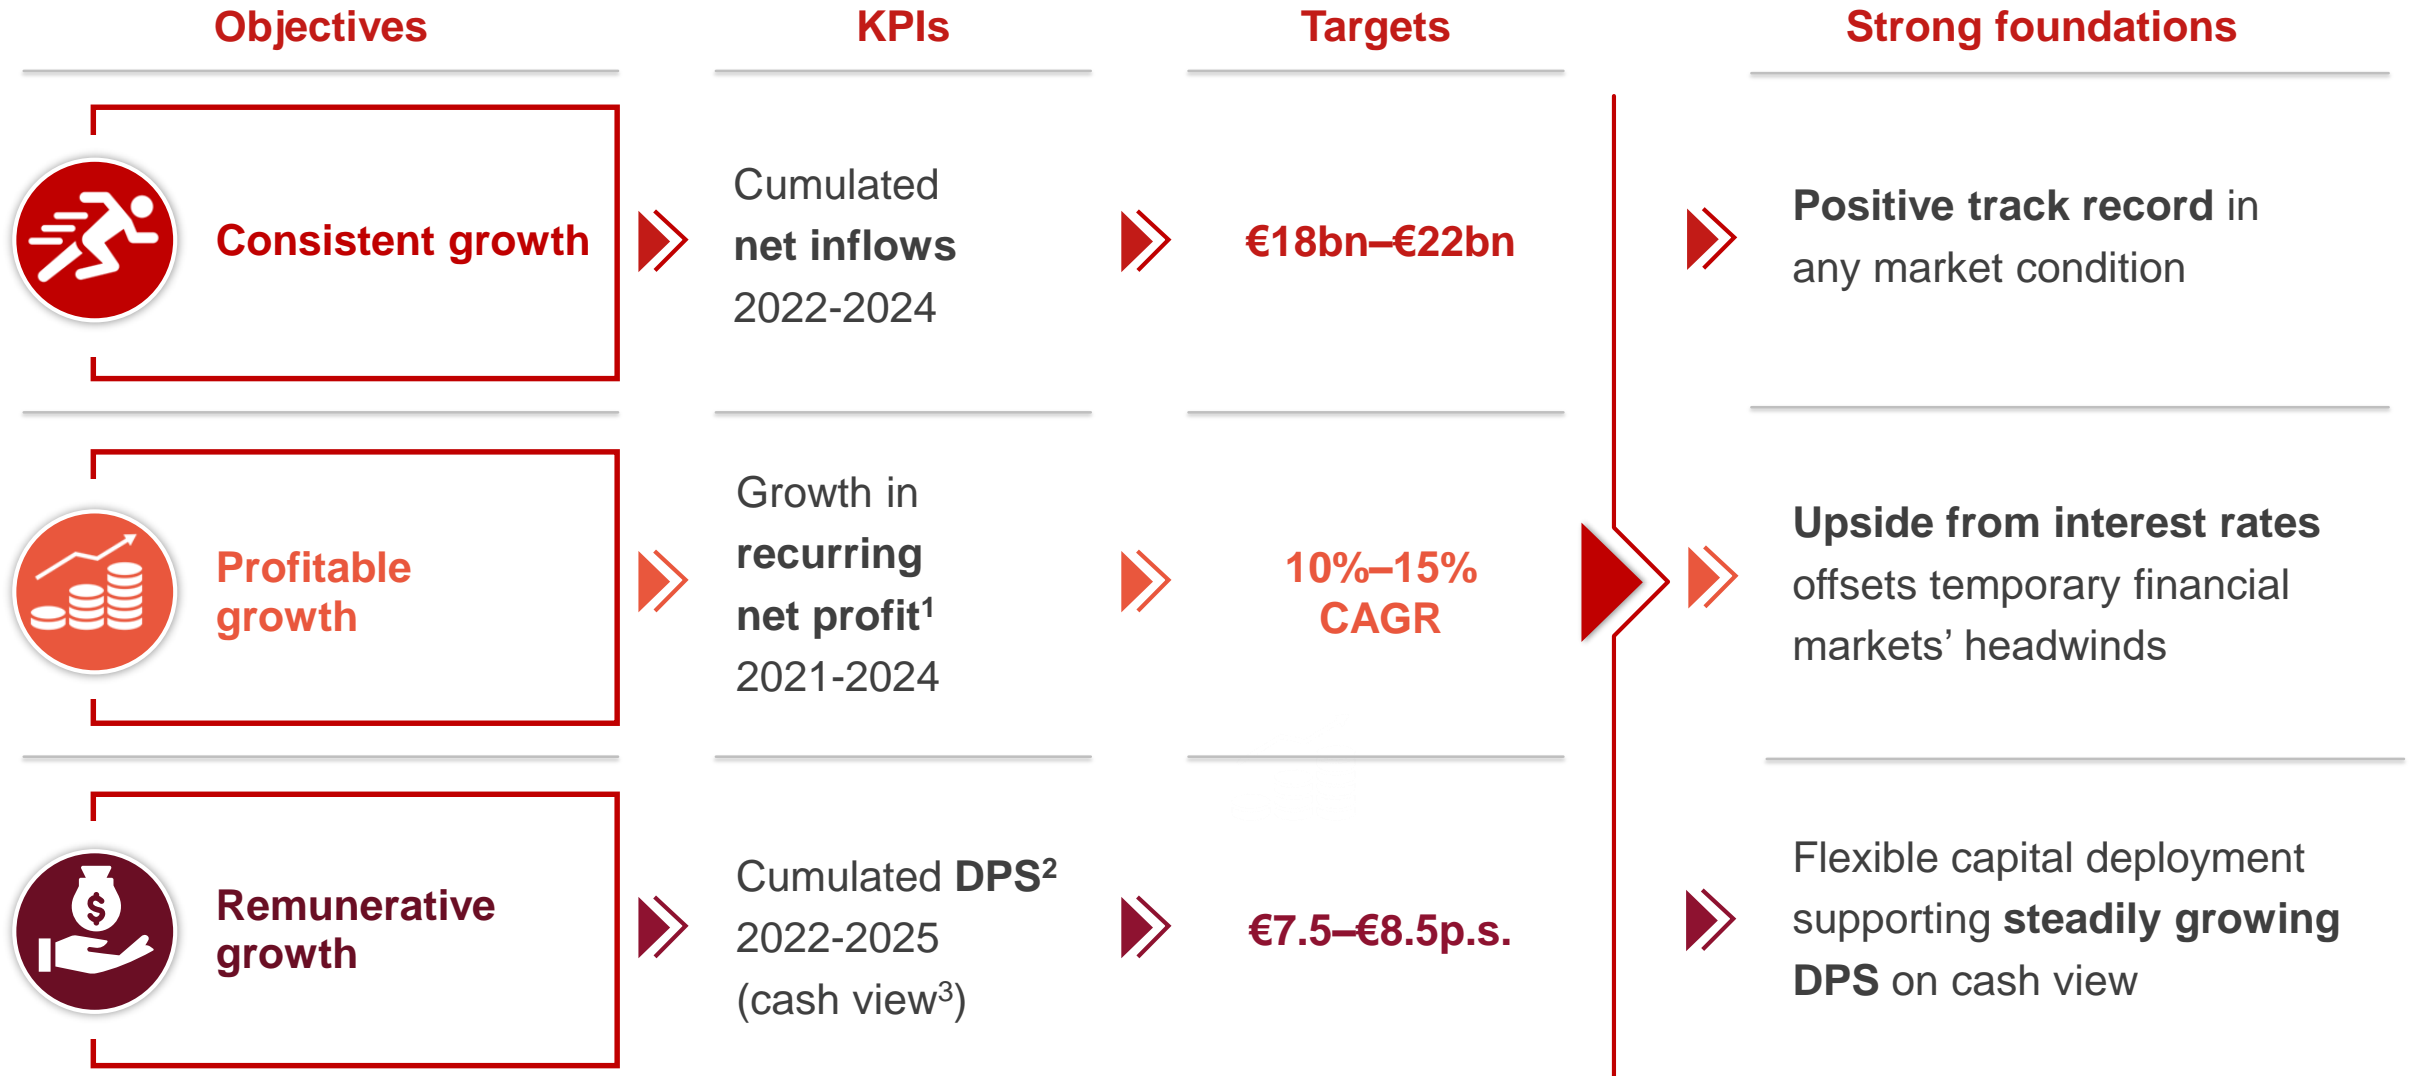 Objectives
KPIs
Targets
Strong foundations
Consistent growth
Cumulated
net inflows
2022-2024
€18bn–€22bn
Positive track record in
any market condition
Profitable
growth
Growth in
recurring
net profit¹
2021-2024
10%–15%
CAGR
Upside from interest rates
offsets temporary financial
markets’ headwinds
Remunerative
growth
Cumulated DPS²
2022-2025
(cash view³)
€7.5–€8.5p.s.
Flexible capital deployment
supporting steadily growing
DPS on cash view